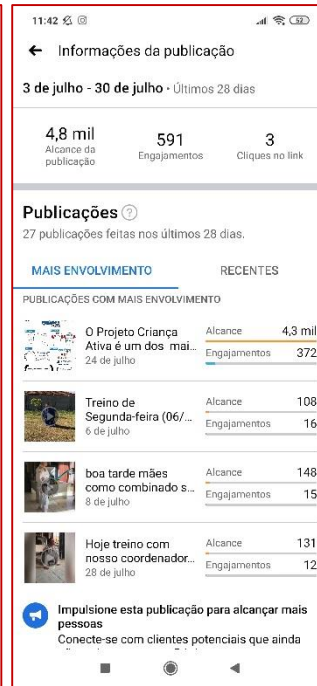 11:42
52
← Informações da publicação
3 de julho - 30 de julho • Últimos 28 dias
4,8 mil 591 3
Alcance da publicação Engajamentos Cliques no link
Publicações ?
27 publicações feitas nos últimos 28 dias.
MAIS ENVOLVIMENTO RECENTES
PUBLICAÇÕES COM MAIS ENVOLVIMENTO
O Projeto Criança Alcance 4,3 mil
Ativa é um dos mai... Engajamentos 372
24 de julho
Treino de Alcance 108
Segunda-feira (06/... Engajamentos 16
6 de julho
boa tarde mães Alcance 148
como combinado s... Engajamentos 15
8 de julho
Hoje treino com Alcance 131
nosso coordenador... Engajamentos 12
28 de julho
Impulsione esta publicação para alcançar mais
pessoas
Conecte-se com clientes potenciais que ainda